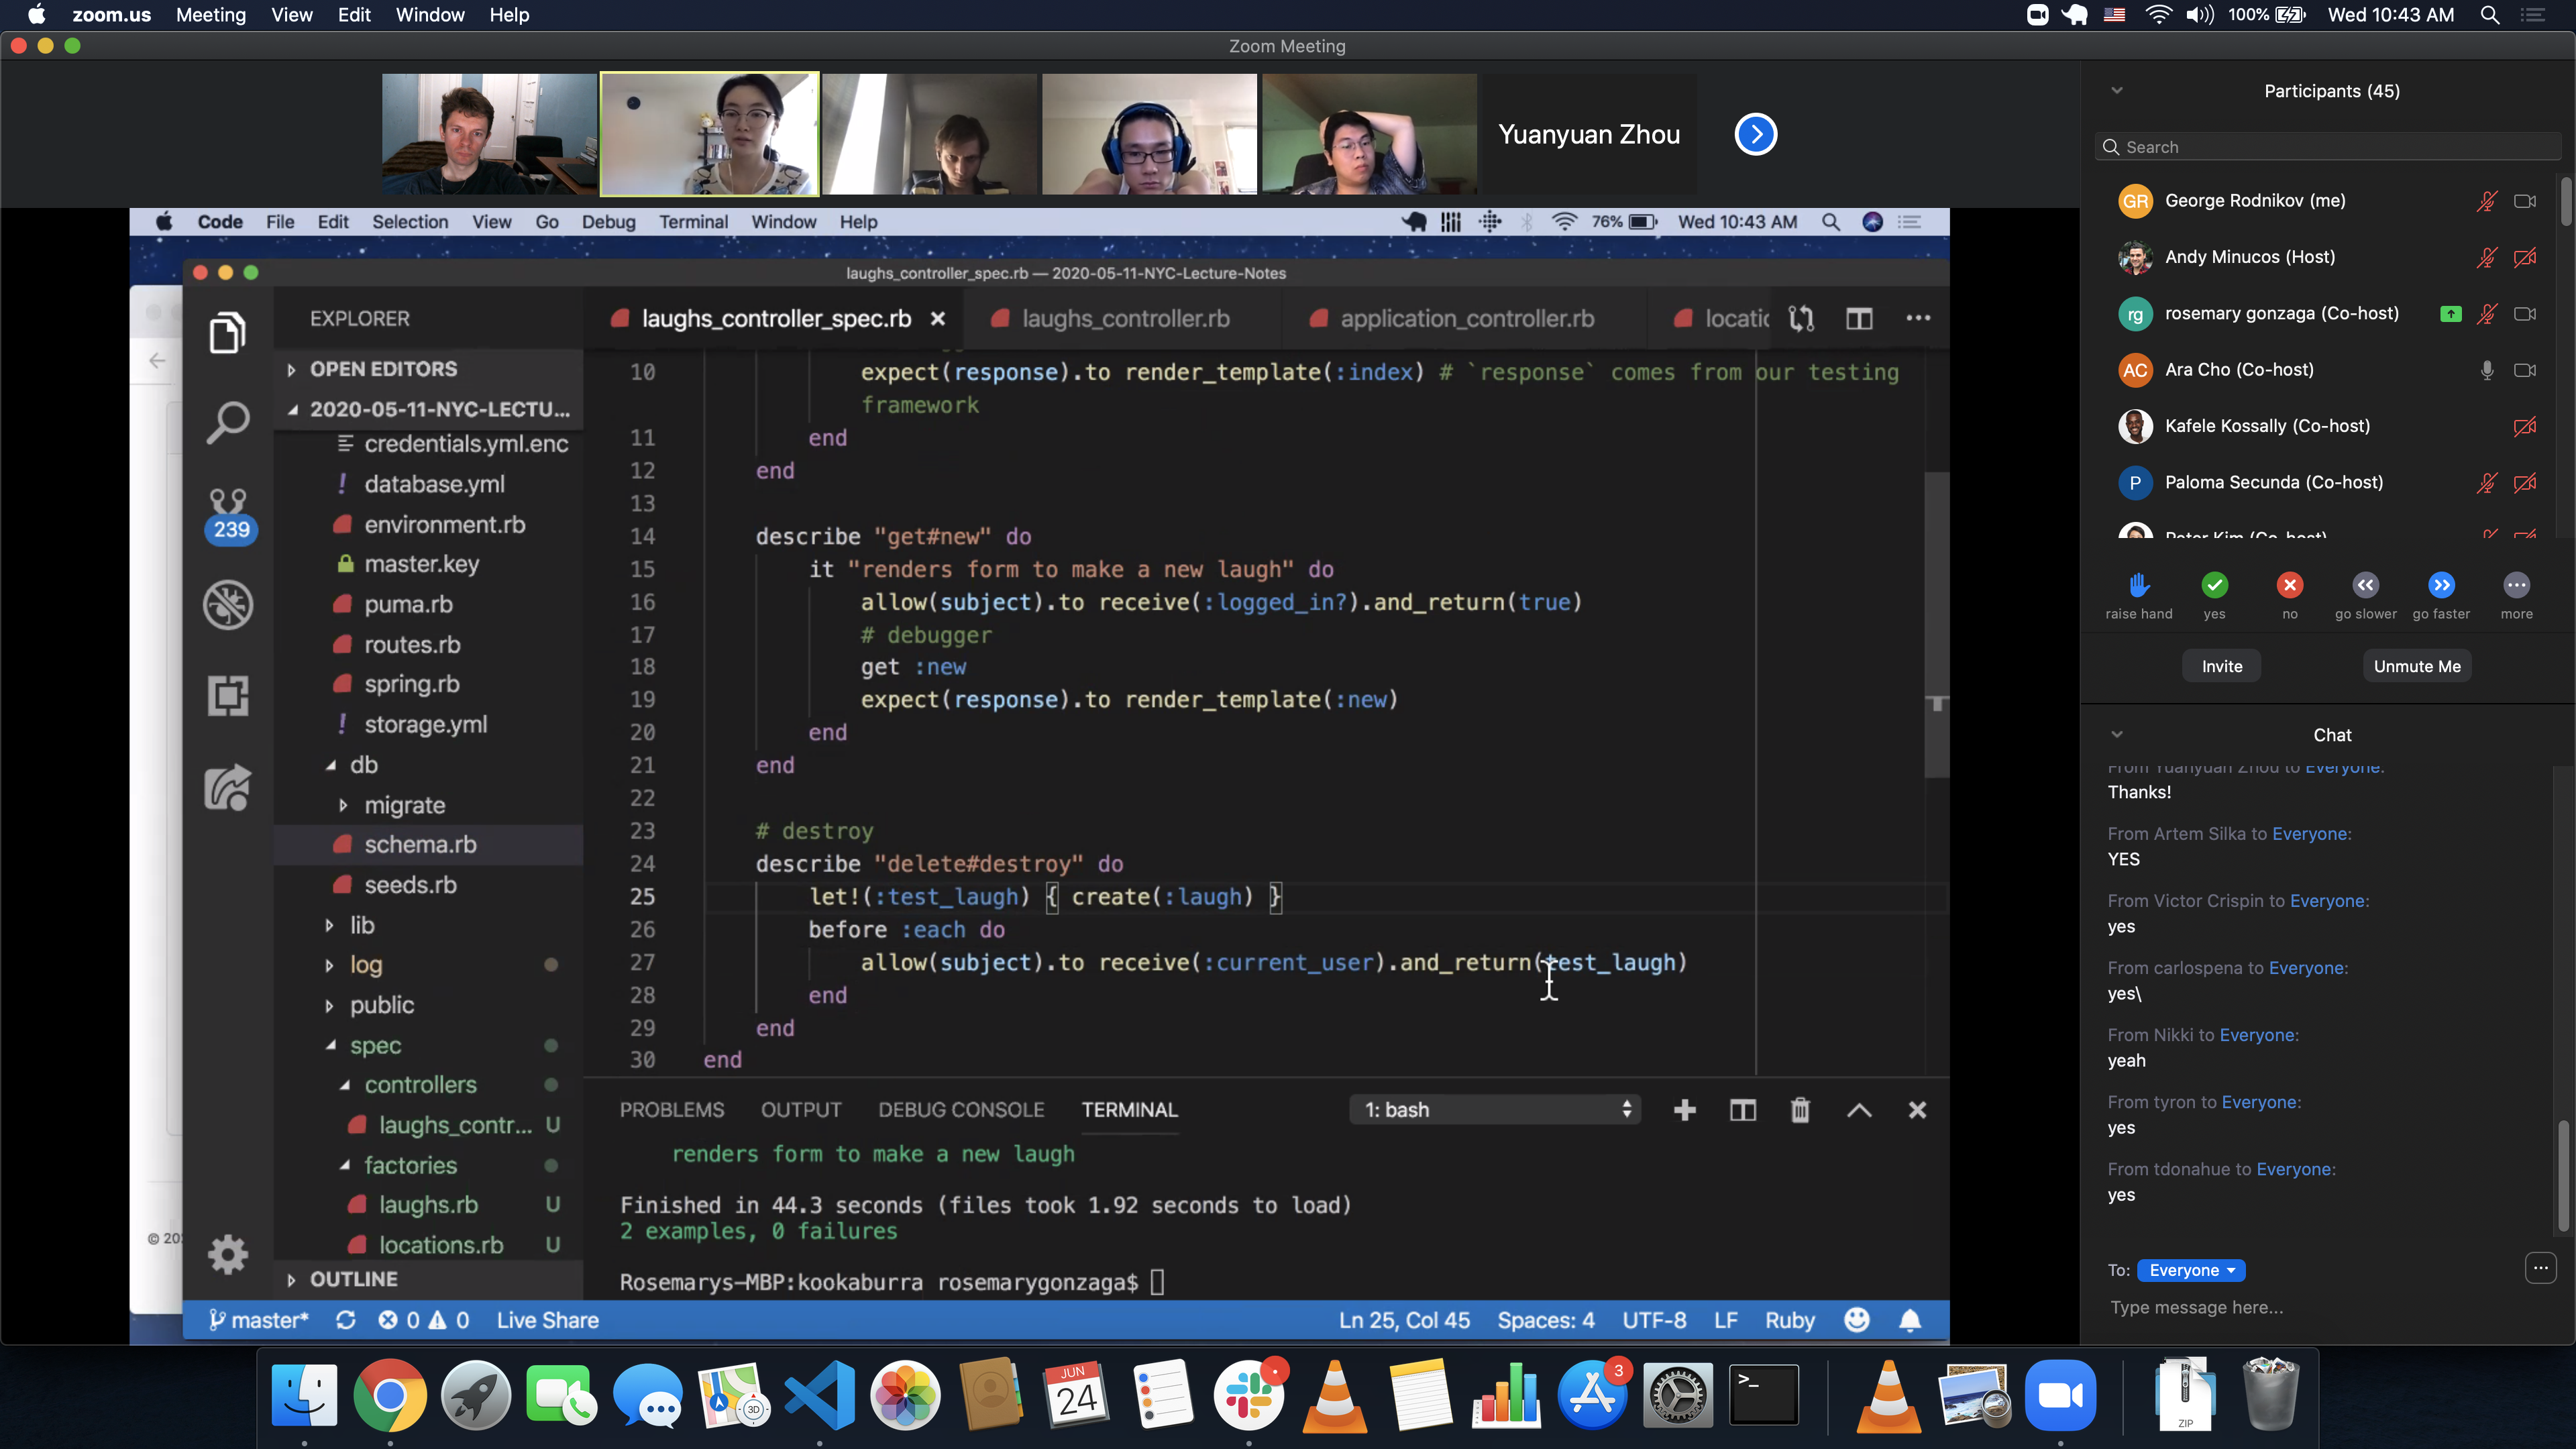 zoom.us Meeting View Edit Window Help
100% Wed 10:43 AM
Zoom Meeting
Yuanyuan Zhou
Code File Edit Selection View Go Debug Terminal Window Help
76% Wed 10:43 AM
laughs_controller_spec.rb — 2020-05-11-NYC-Lecture-Notes
EXPLORER
laughs_controller_spec.rb
laughs_controller.rb
application_controller.rb
locatic
OPEN EDITORS
2020-05-11-NYC-LECTU...
credentials.yml.enc
database.yml
environment.rb
master.key
puma.rb
routes.rb
spring.rb
storage.yml
db
migrate
schema.rb
seeds.rb
lib
log
public
spec
controllers
laughs_contr... U
factories
laughs.rb U
locations.rb U
OUTLINE
239
10 expect(response).to render_template(:index) # `response` comes from our testing
framework
11 end
12 end
13
14 describe "get#new" do
15 it "renders form to make a new laugh" do
16 allow(subject).to receive(:logged_in?).and_return(true)
17 # debugger
18 get :new
19 expect(response).to render_template(:new)
20 end
21 end
22
23 # destroy
24 describe "delete#destroy" do
25 let!(:test_laugh) { create(:laugh) }
26 before :each do
27 allow(subject).to receive(:current_user).and_return(test_laugh)
28 end
29 end
30 end
PROBLEMS OUTPUT DEBUG CONSOLE TERMINAL
1: bash
renders form to make a new laugh
Finished in 44.3 seconds (files took 1.92 seconds to load)
2 examples, 0 failures
Rosemarys-MBP:kookaburra rosemarygonzaga$
© 20
master* 0 0 Live Share
Ln 25, Col 45 Spaces: 4 UTF-8 LF Ruby
Participants (45)
Search
GR George Rodnikov (me)
Andy Minucos (Host)
rg rosemary gonzaga (Co-host)
AC Ara Cho (Co-host)
Kafele Kossally (Co-host)
P Paloma Secunda (Co-host)
Peter Kim (Co-host)
raise hand yes no go slower go faster more
Invite Unmute Me
Chat
From Yuanyuan Zhou to Everyone:
Thanks!
From Artem Silka to Everyone:
YES
From Victor Crispin to Everyone:
yes
From carlospena to Everyone:
yes\
From Nikki to Everyone:
yeah
From tyron to Everyone:
yes
From tdonahue to Everyone:
yes
To: Everyone
Type message here...
3D
JUN
24
3
>_
ZIP